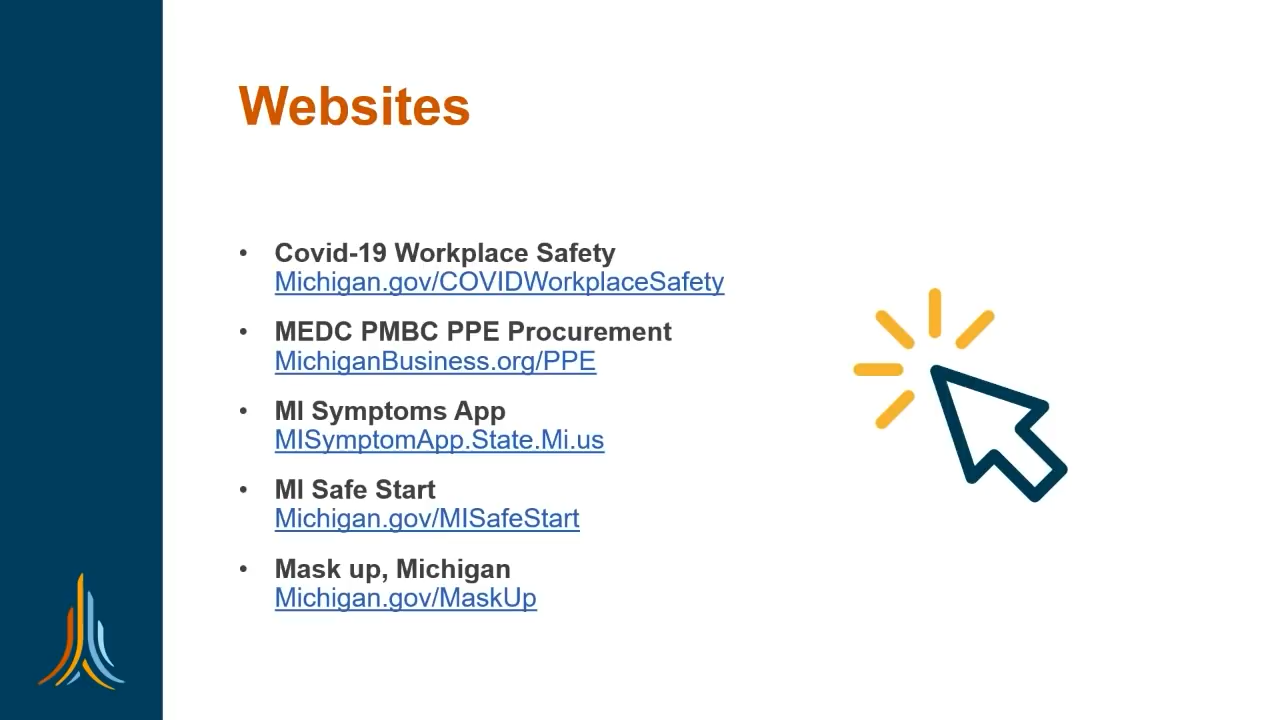 Websites
• Covid-19 Workplace Safety
Michigan.gov/COVIDWorkplaceSafety
• MEDC PMBC PPE Procurement
MichiganBusiness.org/PPE
• MI Symptoms App
MISymptomApp.State.Mi.us
• MI Safe Start
Michigan.gov/MISafeStart
• Mask up, Michigan
Michigan.gov/MaskUp